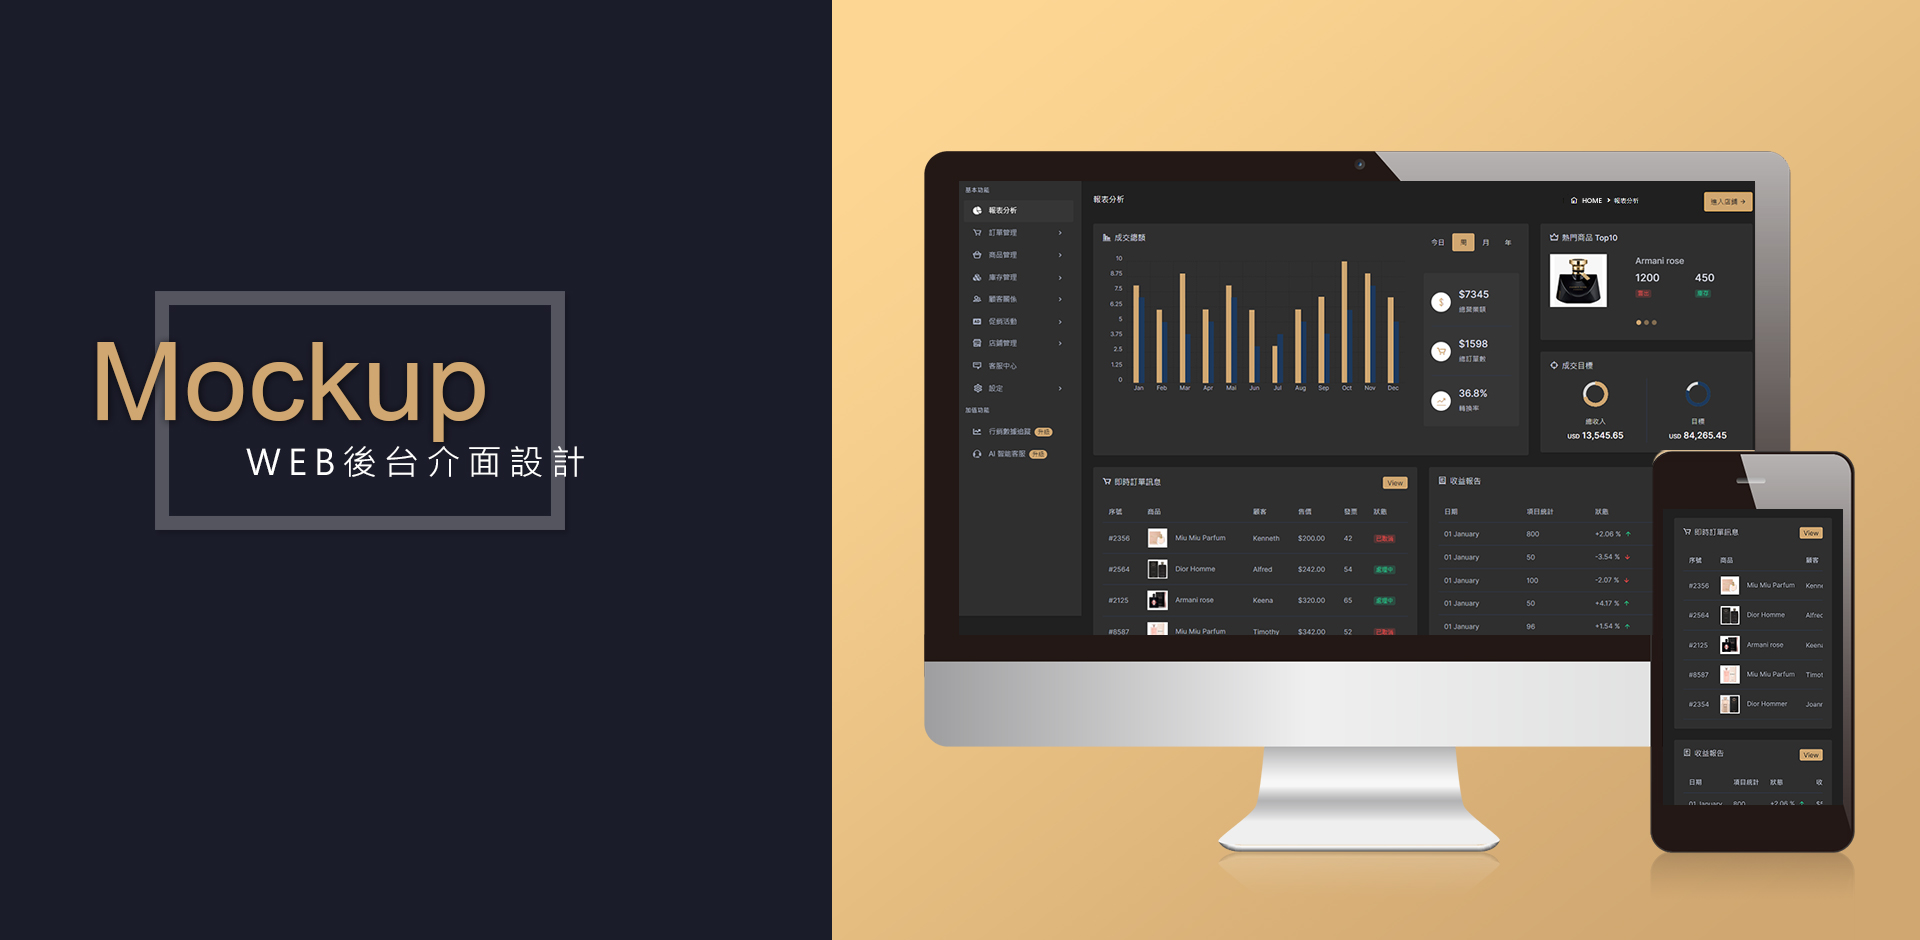 Mockup
WEB後台介面設計
基本功能
報表分析
訂單管理
商品管理
庫存管理
顧客關係
促銷活動
店鋪管理
客服中心
設定
加值功能
行銷數據追蹤 升級
AI 智能客服 升級
報表分析
HOME > 報表分析
進入店鋪 →
成交總額
今日 周 月 年
10
8.75
7.5
6.25
5
3.75
2.5
1.25
0
Jan Feb Mar Apr Mai Jun Jul Aug Sep Oct Nov Dec
$7345
總營業額
$1598
總訂單數
36.8%
轉換率
熱門商品 Top10
Armani rose
1200 450
賣出 庫存
成交目標
總收入 目標
USD 13,545.65 USD 84,265.45
即時訂單訊息 View
序號 商品 顧客 售價 發票 狀態
#2356 Miu Miu Parfum Kenneth $200.00 42 已取消
#2564 Dior Homme Alfred $242.00 54 處理中
#2125 Armani rose Keena $320.00 65 處理中
#8587 Miu Miu Parfum Timothy $342.00 52 已取消
收益報告
日期 項目統計 狀態
01 January 800 +2.06 % ↑
01 January 50 -3.54 % ↓
01 January 100 -2.07 % ↓
01 January 50 +4.17 % ↑
01 January 96 +1.54 % ↑
即時訂單訊息 View
序號 商品 顧客
#2356 Miu Miu Parfum Kenn
#2564 Dior Homme Alfrec
#2125 Armani rose Keena
#8587 Miu Miu Parfum Timot
#2354 Dior Hommer Joanr
收益報告 View
日期 項目統計 狀態 收
01 January 800 +2.06 % ↑